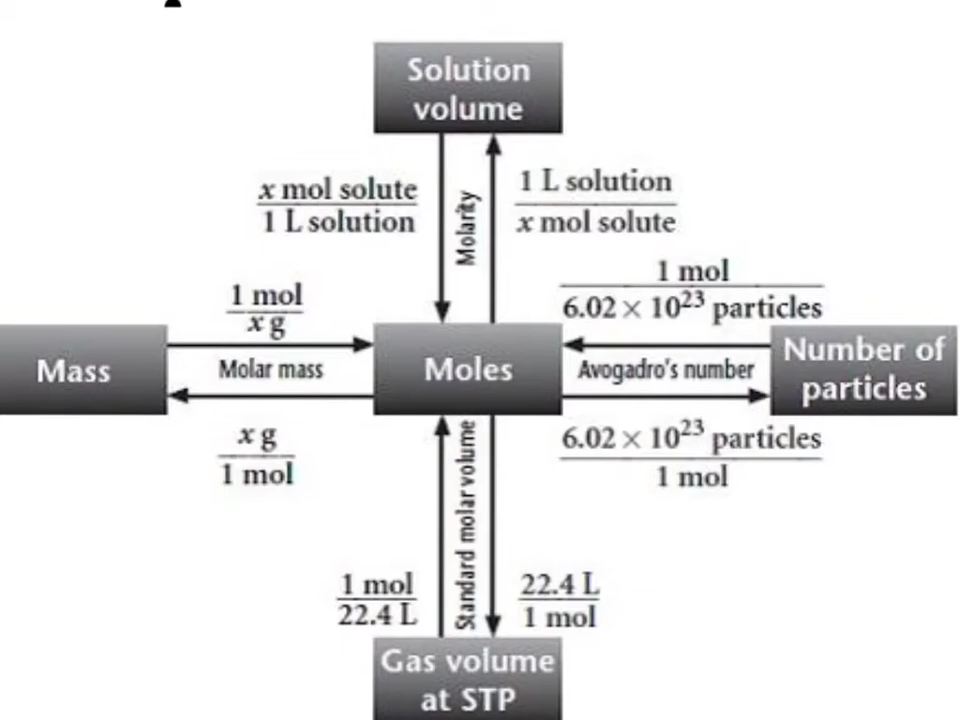 Solution
volume
x mol solute
1 L solution
Molarity
1 L solution
x mol solute
1 mol
x g
1 mol
6.02 × 10²³ particles
Mass
Molar mass
Moles
Avogadro's number
Number of
particles
x g
1 mol
6.02 × 10²³ particles
1 mol
Standard molar volume
1 mol
22.4 L
22.4 L
1 mol
Gas volume
at STP